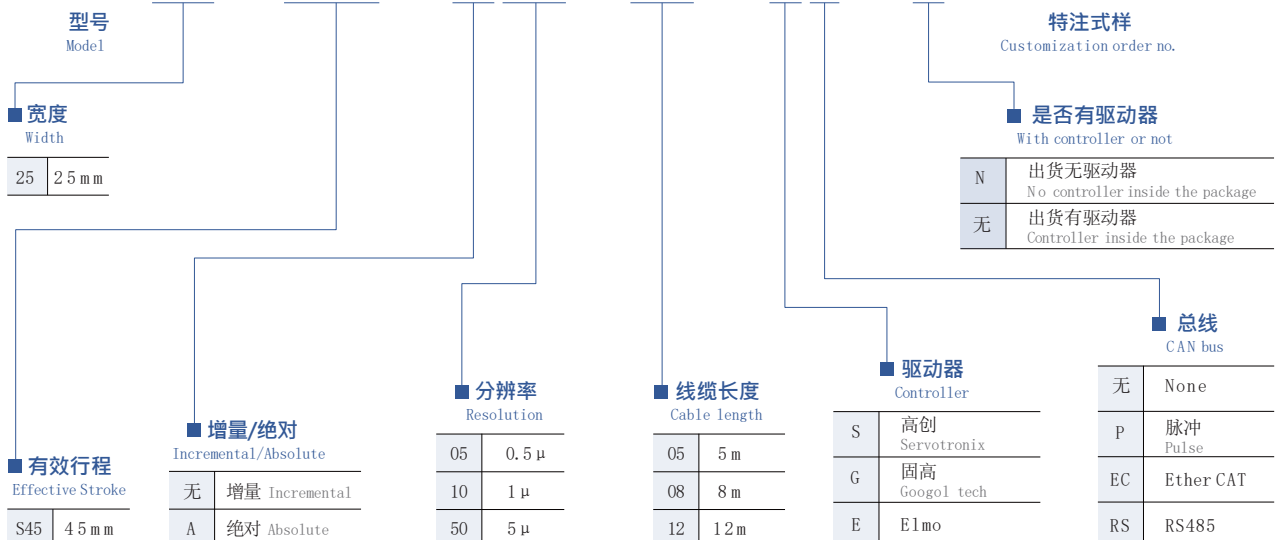 型号
Model
特注式样
Customization order no.
宽度
Width
25 25mm
是否有驱动器
With controller or not
N 出货无驱动器
No controller inside the package
无 出货有驱动器
Controller inside the package
总线
CAN bus
无 None
P 脉冲
Pulse
EC Ether CAT
RS RS485
驱动器
Controller
S 高创
Servotronix
G 固高
Googol tech
E Elmo
线缆长度
Cable length
05 5m
08 8m
12 12m
分辨率
Resolution
05 0.5μ
10 1μ
50 5μ
增量/绝对
Incremental/Absolute
无 增量 Incremental
A 绝对 Absolute
有效行程
Effective Stroke
S45 45mm